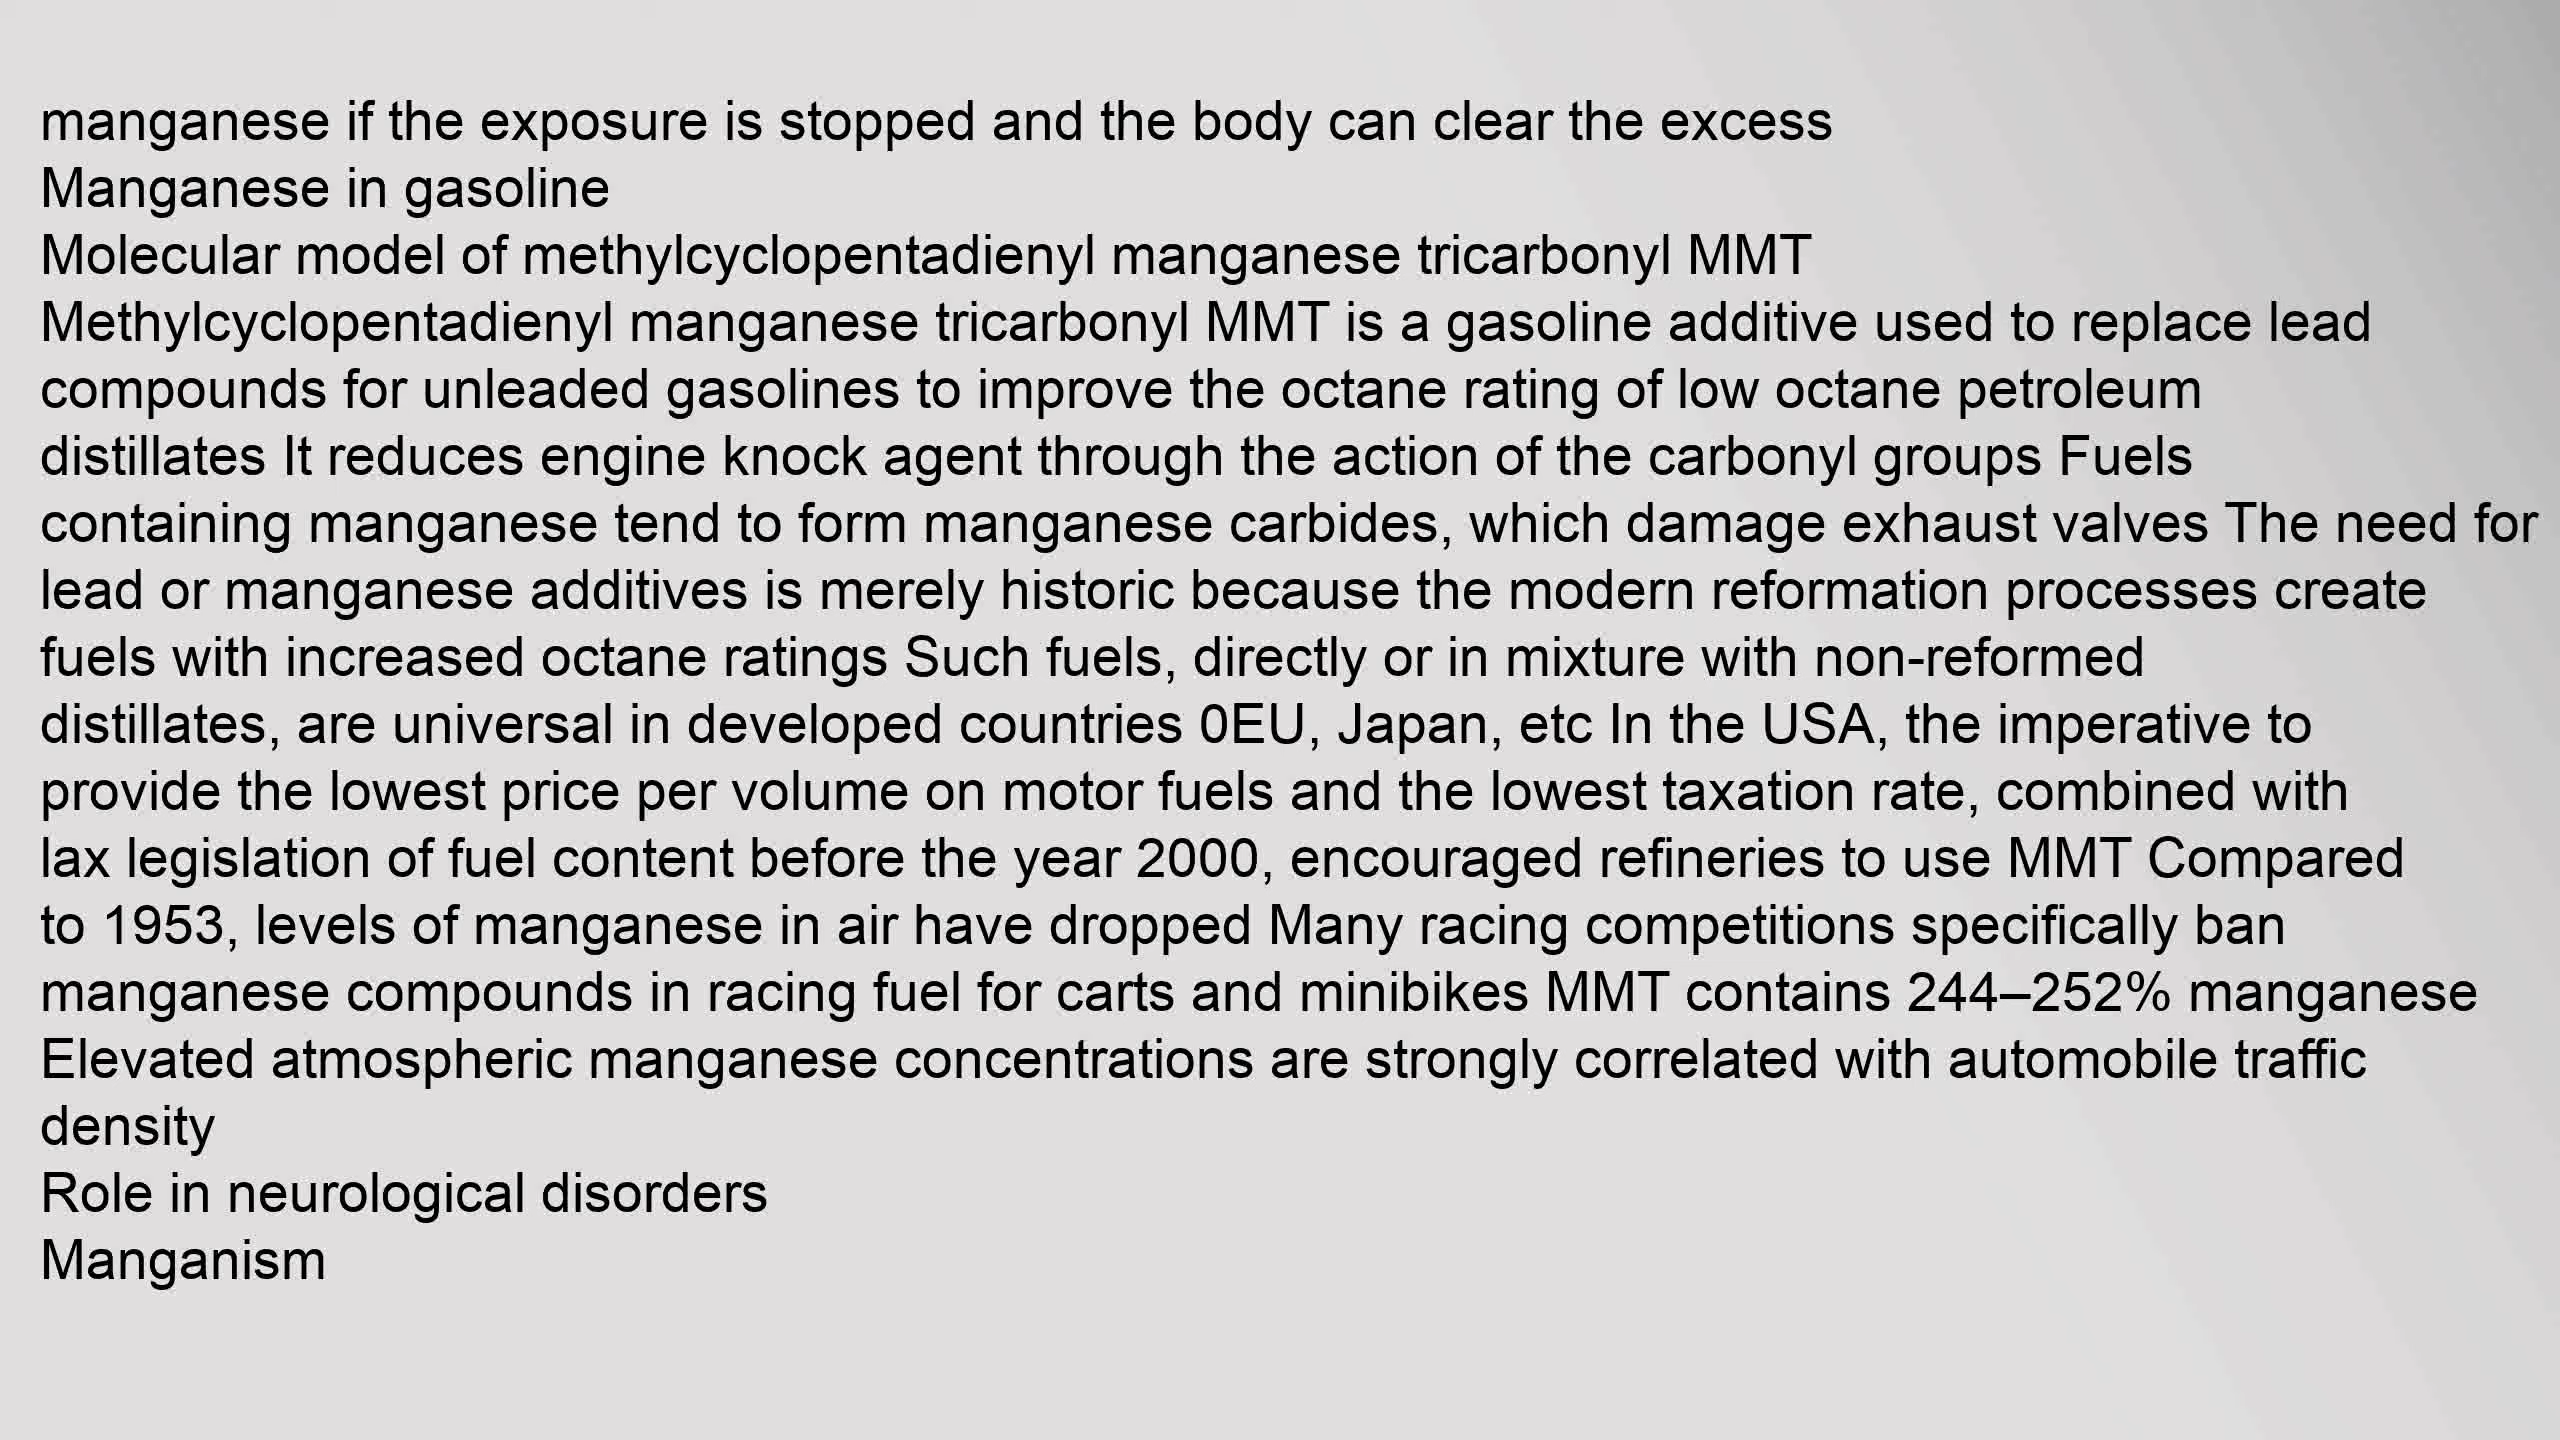 manganese if the exposure is stopped and the body can clear the excess
Manganese in gasoline
Molecular model of methylcyclopentadienyl manganese tricarbonyl MMT
Methylcyclopentadienyl manganese tricarbonyl MMT is a gasoline additive used to replace lead
compounds for unleaded gasolines to improve the octane rating of low octane petroleum
distillates It reduces engine knock agent through the action of the carbonyl groups Fuels
containing manganese tend to form manganese carbides, which damage exhaust valves The need for
lead or manganese additives is merely historic because the modern reformation processes create
fuels with increased octane ratings Such fuels, directly or in mixture with non-reformed
distillates, are universal in developed countries 0EU, Japan, etc In the USA, the imperative to
provide the lowest price per volume on motor fuels and the lowest taxation rate, combined with
lax legislation of fuel content before the year 2000, encouraged refineries to use MMT Compared
to 1953, levels of manganese in air have dropped Many racing competitions specifically ban
manganese compounds in racing fuel for carts and minibikes MMT contains 244–252% manganese
Elevated atmospheric manganese concentrations are strongly correlated with automobile traffic
density
Role in neurological disorders
Manganism